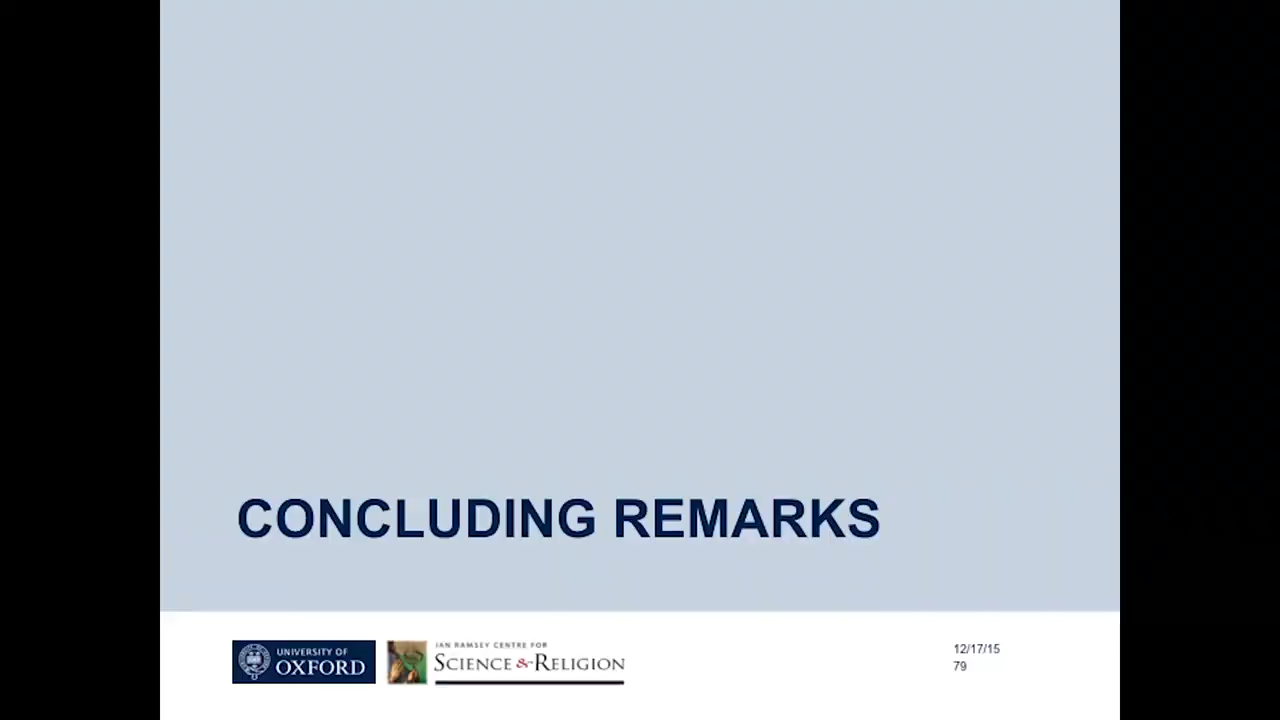 CONCLUDING REMARKS
UNIVERSITY OF
OXFORD
IAN RAMSEY CENTRE FOR
SCIENCE & RELIGION
12/17/15
79